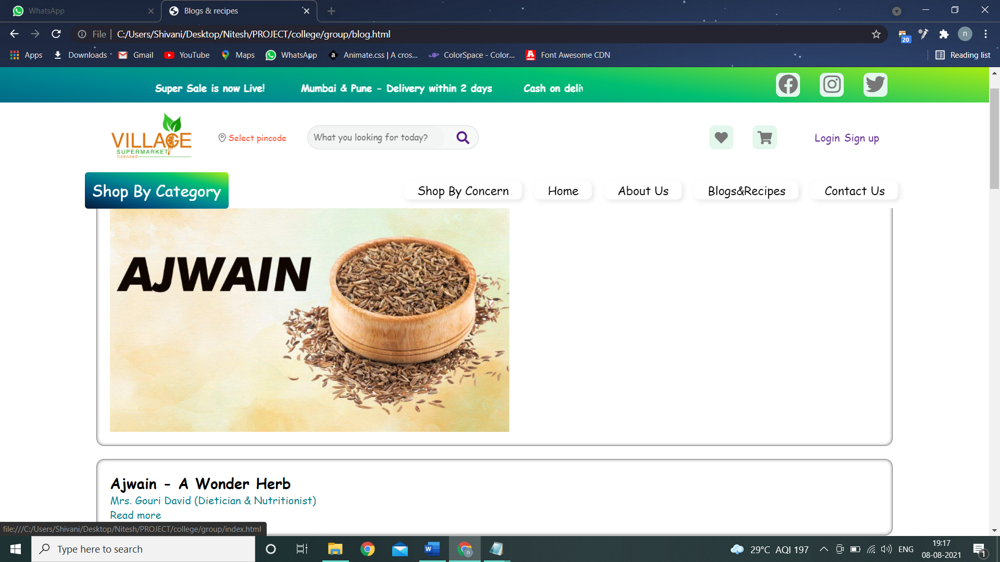 WhatsApp
Blogs & recipes
File | C:/Users/Shivani/Desktop/Nitesh/PROJECT/college/group/blog.html
20
n
Apps Downloads Gmail YouTube Maps WhatsApp Animate.css | A cros... ColorSpace - Color... Font Awesome CDN Reading list
Super Sale is now Live! Mumbai & Pune - Delivery within 2 days Cash on deliv
VILLAGE
SUPERMARKET
licensed
Select pincode
What you looking for today?
Login Sign up
Shop By Category
Shop By Concern Home About Us Blogs&Recipes Contact Us
AJWAIN
Ajwain - A Wonder Herb
Mrs. Gouri David (Dietician & Nutritionist)
Read more
file:///C:/Users/Shivani/Desktop/Nitesh/PROJECT/college/group/index.html
Type here to search
29°C AQI 197
ENG
19:17
08-08-2021
1